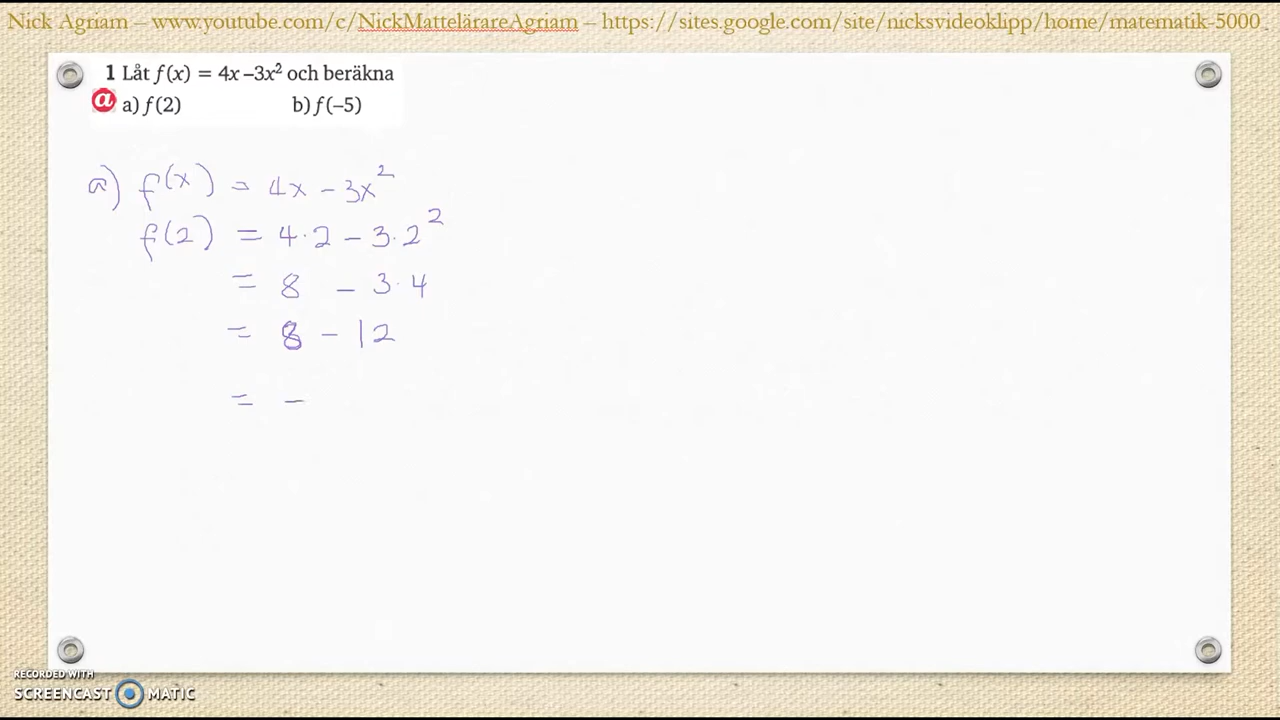 Nick Agriam – www.youtube.com/c/NickMattelärareAgriam – https://sites.google.com/site/nicksvideoklipp/home/matematik-5000
1 Låt f(x) = 4x –3x² och beräkna
a a) f(2) b) f(–5)
a) f(x) = 4x – 3x²
f(2) = 4·2 – 3·2²
= 8 – 3·4
= 8 – 12
= –
RECORDED WITH
SCREENCAST MATIC